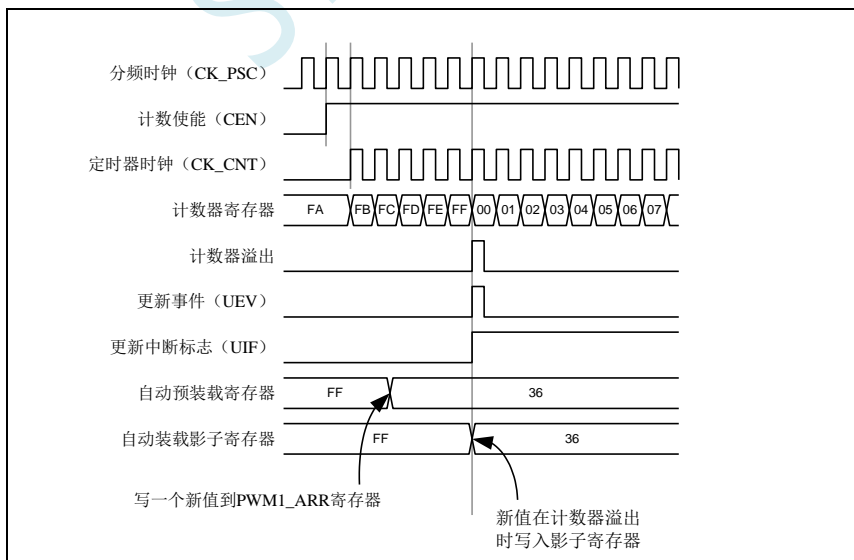 分频时钟（CK_PSC）
计数使能（CEN）
定时器时钟（CK_CNT）
计数器寄存器 FA FB FC FD FE FF 00 01 02 03 04 05 06 07
计数器溢出
更新事件（UEV）
更新中断标志（UIF）
自动预装载寄存器 FF 36
自动装载影子寄存器 FF 36
写一个新值到PWM1_ARR寄存器
新值在计数器溢出
时写入影子寄存器